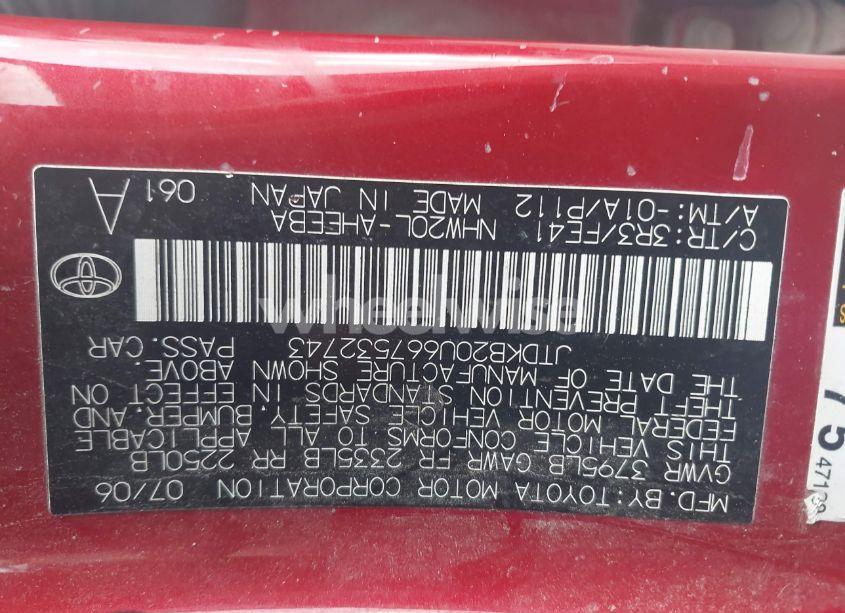 MFD. BY: TOYOTA MOTOR CORPORATION 07/06
GVWR 3795LB GAWR FR 2335LB RR 2250LB
THIS VEHICLE CONFORMS TO ALL APPLICABLE
FEDERAL MOTOR VEHICLE SAFETY, BUMPER, AND
THEFT PREVENTION STANDARDS IN EFFECT ON
THE DATE OF MANUFACTURE SHOWN ABOVE.
JTDKB20U667532743 PASS. CAR
C/TR: 3R3/FE41 NHW20L-AHEEBA
A/TM:-01A/P112 MADE IN JAPAN 061 A
wheelwise
75